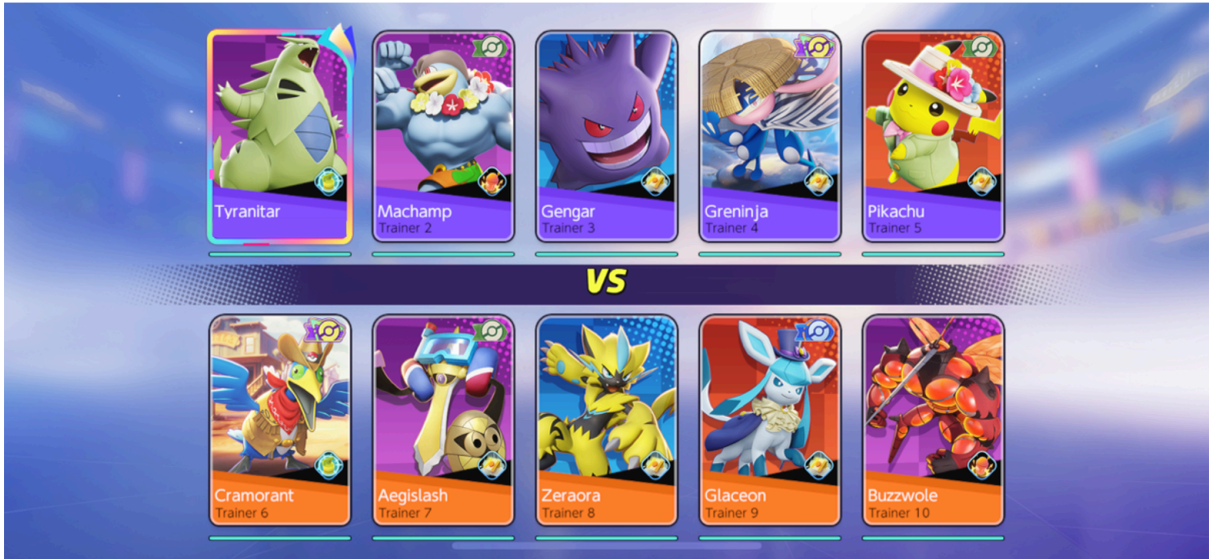 Tyranitar
Machamp
Trainer 2
Gengar
Trainer 3
Greninja
Trainer 4
Pikachu
Trainer 5
VS
Cramorant
Trainer 6
Aegislash
Trainer 7
Zeraora
Trainer 8
Glaceon
Trainer 9
Buzzwole
Trainer 10